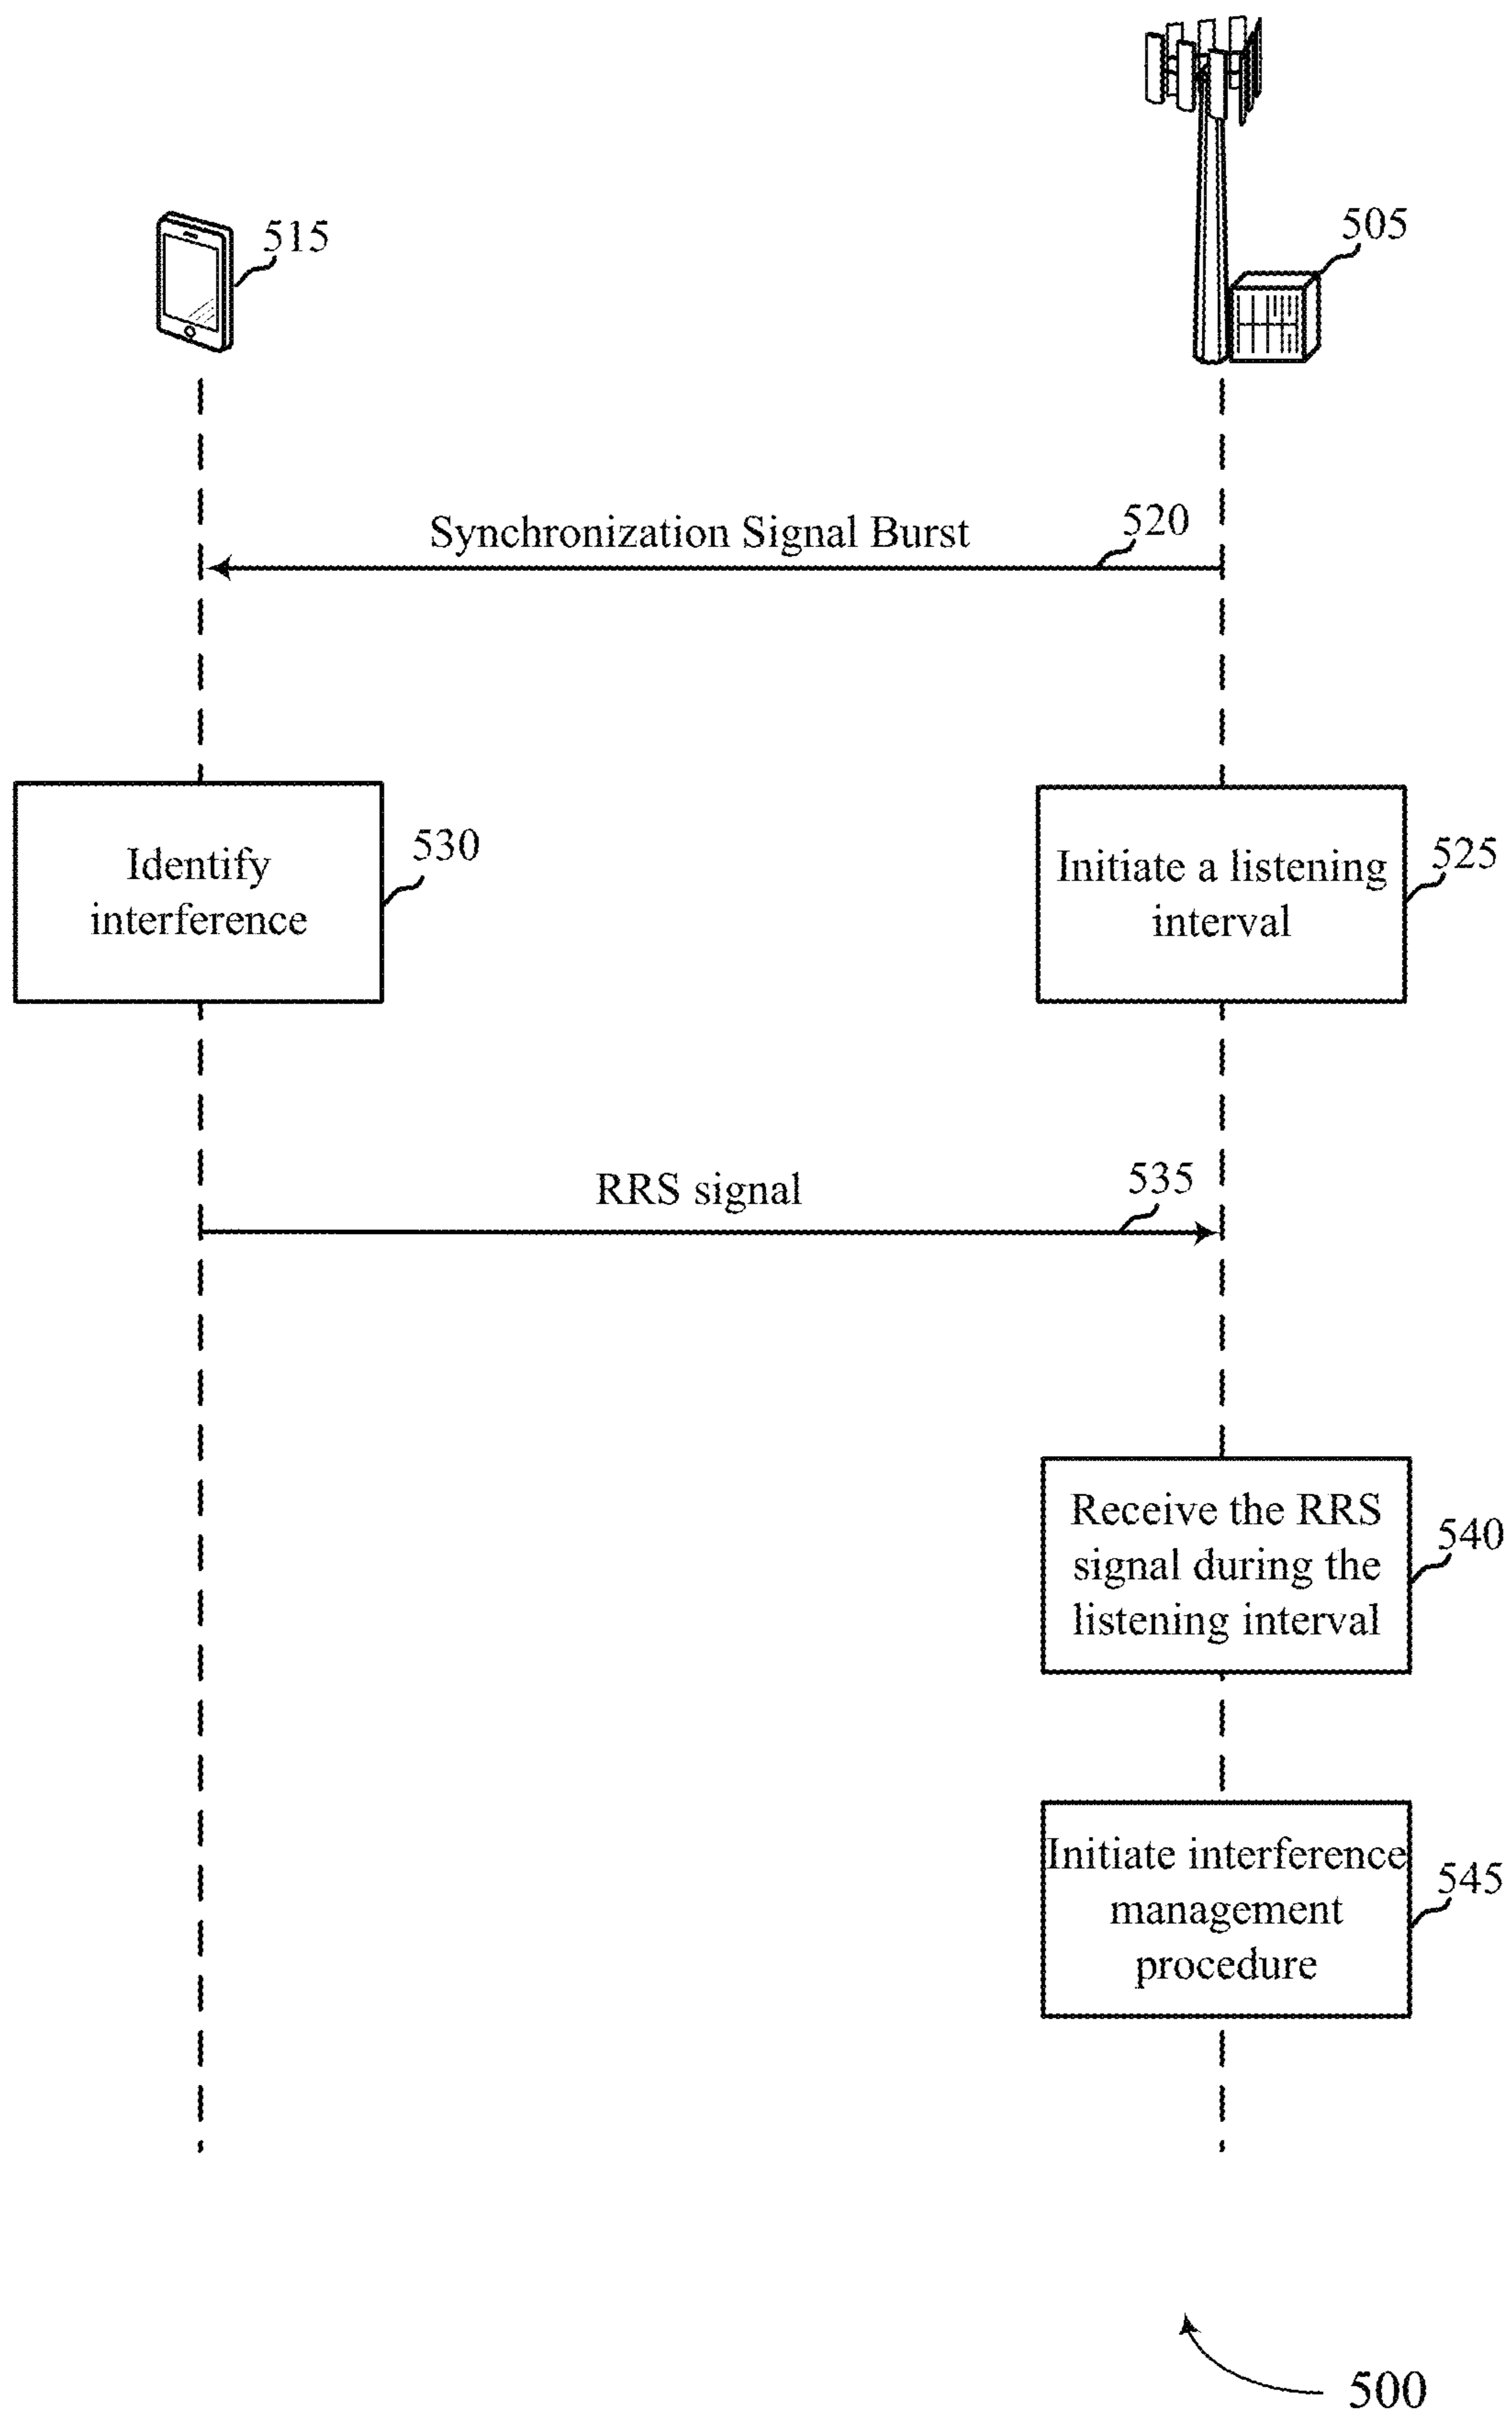 515
505
Synchronization Signal Burst
520
Identify
interference
530
Initiate a listening
interval
525
RRS signal
535
Receive the RRS
signal during the
listening interval
540
Initiate interference
management
procedure
545
500